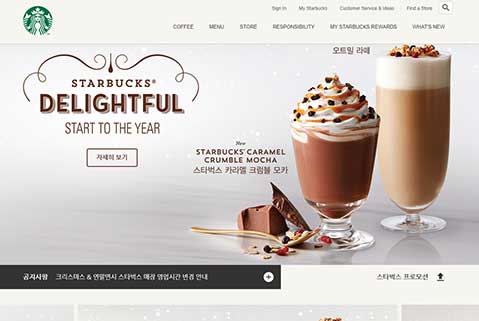 Sign In My Starbucks Customer Service & Ideas Find a Store
COFFEE MENU STORE RESPONSIBILITY MY STARBUCKS REWARDS WHAT'S NEW
오트밀 라떼
STARBUCKS®
DELIGHTFUL
START TO THE YEAR
자세히 보기
New
STARBUCKS® CARAMEL
CRUMBLE MOCHA
스타벅스 카라멜 크럼블 모카
공지사항 크리스마스 & 연말연시 스타벅스 매장 영업시간 변경 안내
스타벅스 프로모션